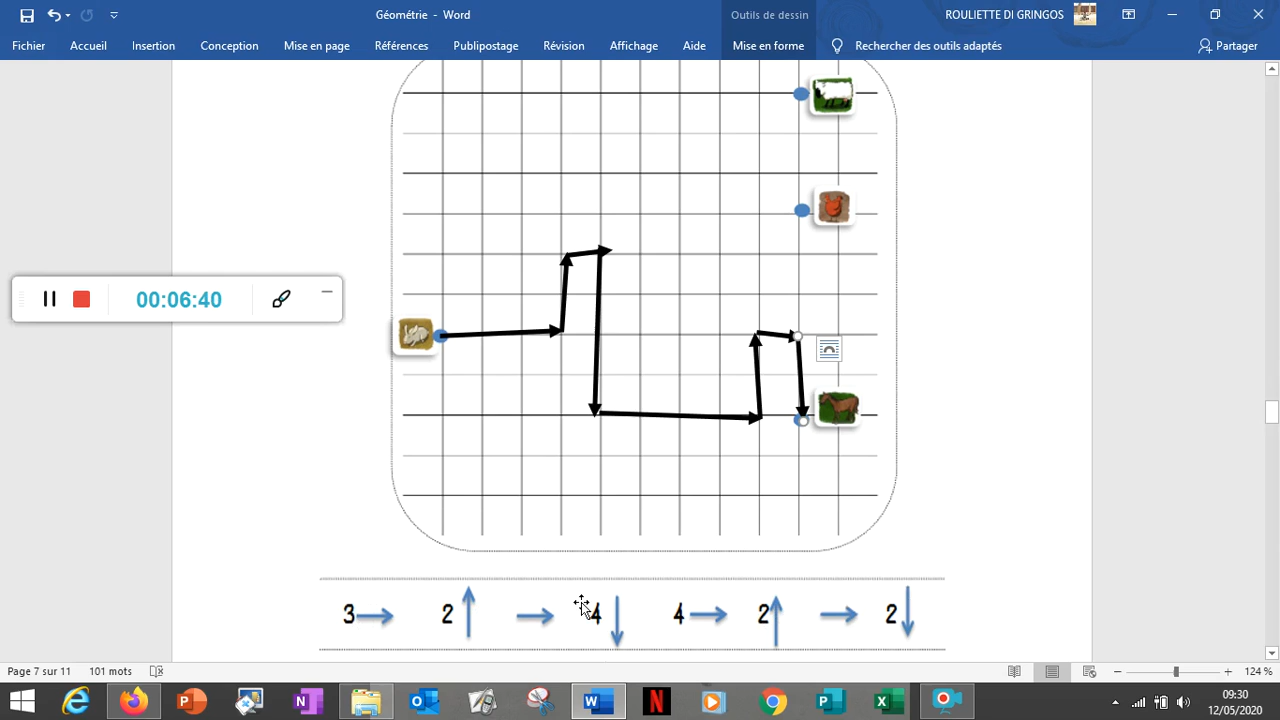 Géométrie - Word
Outils de dessin
ROULIETTE DI GRINGOS
Fichier Accueil Insertion Conception Mise en page Références Publipostage Révision Affichage Aide Mise en forme Rechercher des outils adaptés Partager
00:06:40
3 → 2 ↑ → 4 ↓ 4 → 2 ↑ → 2 ↓
Page 7 sur 11 101 mots 124 %
09:30
12/05/2020